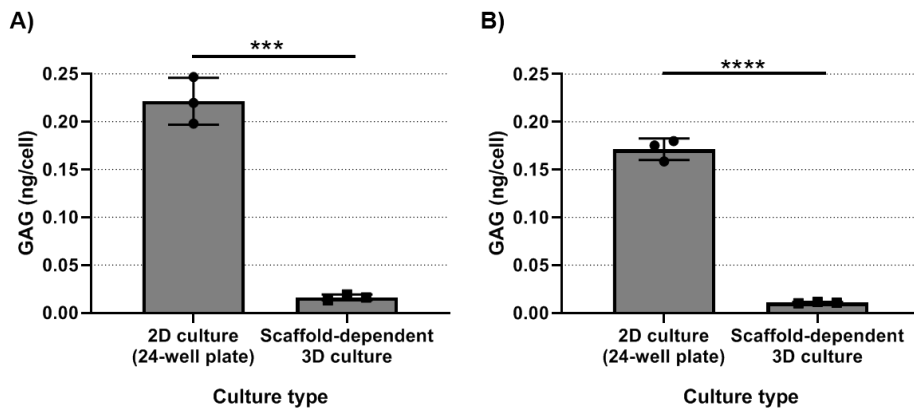 A)
***
GAG (ng/cell)
0.25
0.20
0.15
0.10
0.05
0.00
2D culture
(24-well plate)
Scaffold-dependent
3D culture
Culture type
B)
****
GAG (ng/cell)
0.25
0.20
0.15
0.10
0.05
0.00
2D culture
(24-well plate)
Scaffold-dependent
3D culture
Culture type